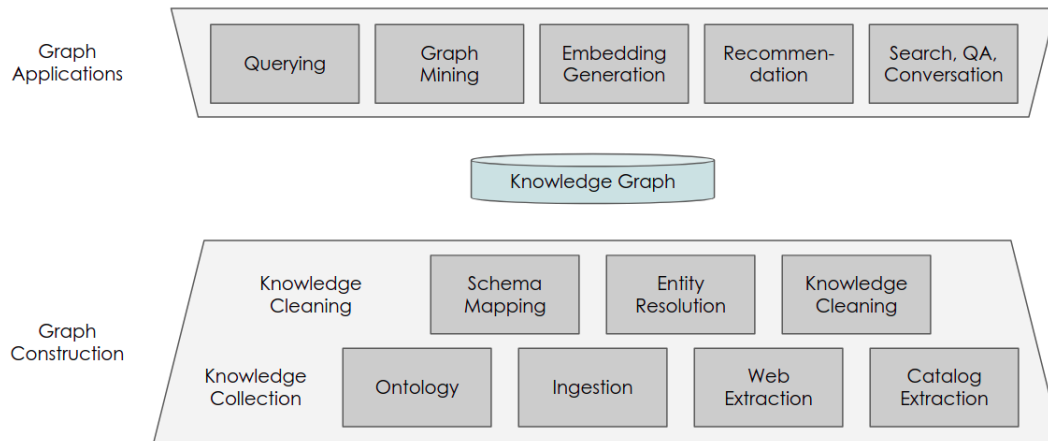 Graph
Applications
Querying
Graph
Mining
Embedding
Generation
Recommen-
dation
Search, QA,
Conversation
Knowledge Graph
Graph
Construction
Knowledge
Cleaning
Schema
Mapping
Entity
Resolution
Knowledge
Cleaning
Knowledge
Collection
Ontology
Ingestion
Web
Extraction
Catalog
Extraction